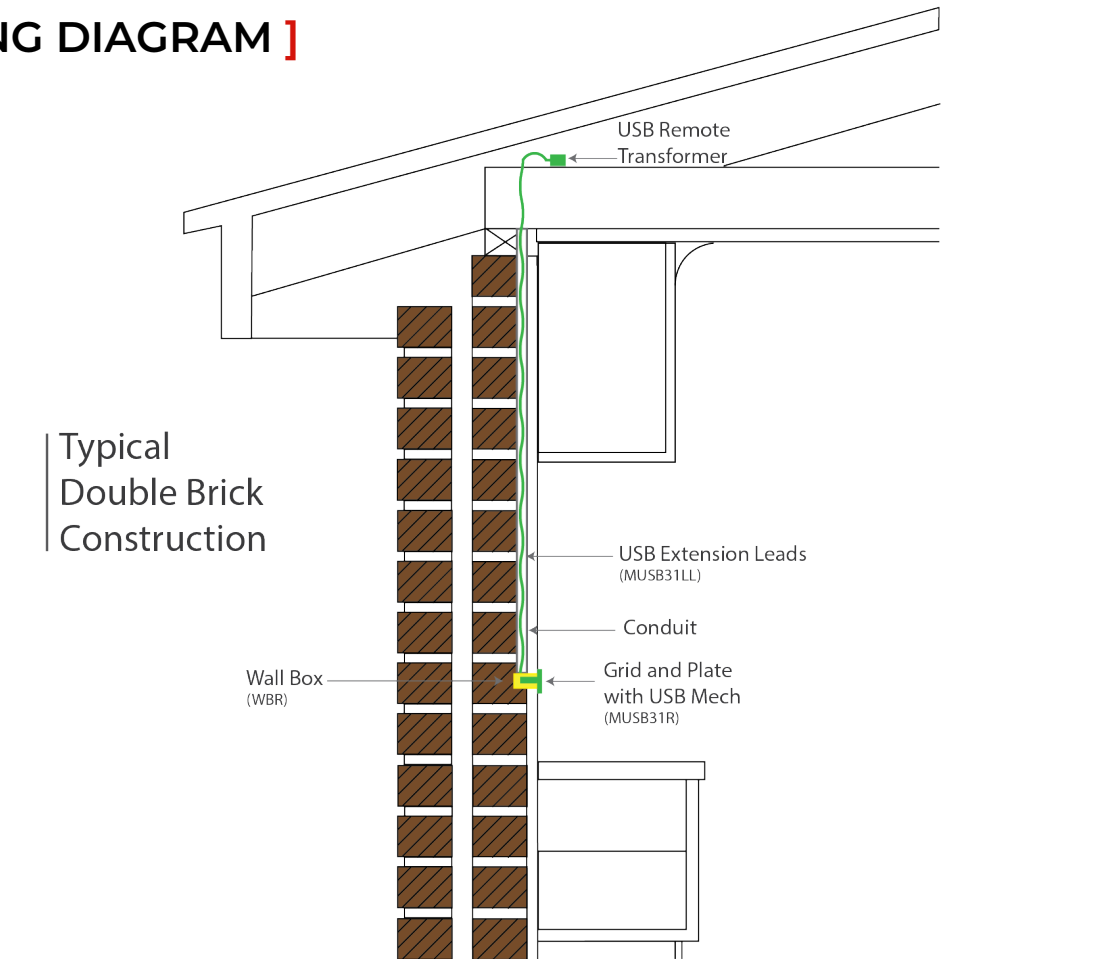 NG DIAGRAM ]
USB Remote
Transformer
Typical
Double Brick
Construction
USB Extension Leads
(MUSB31LL)
Conduit
Wall Box
(WBR)
Grid and Plate
with USB Mech
(MUSB31R)